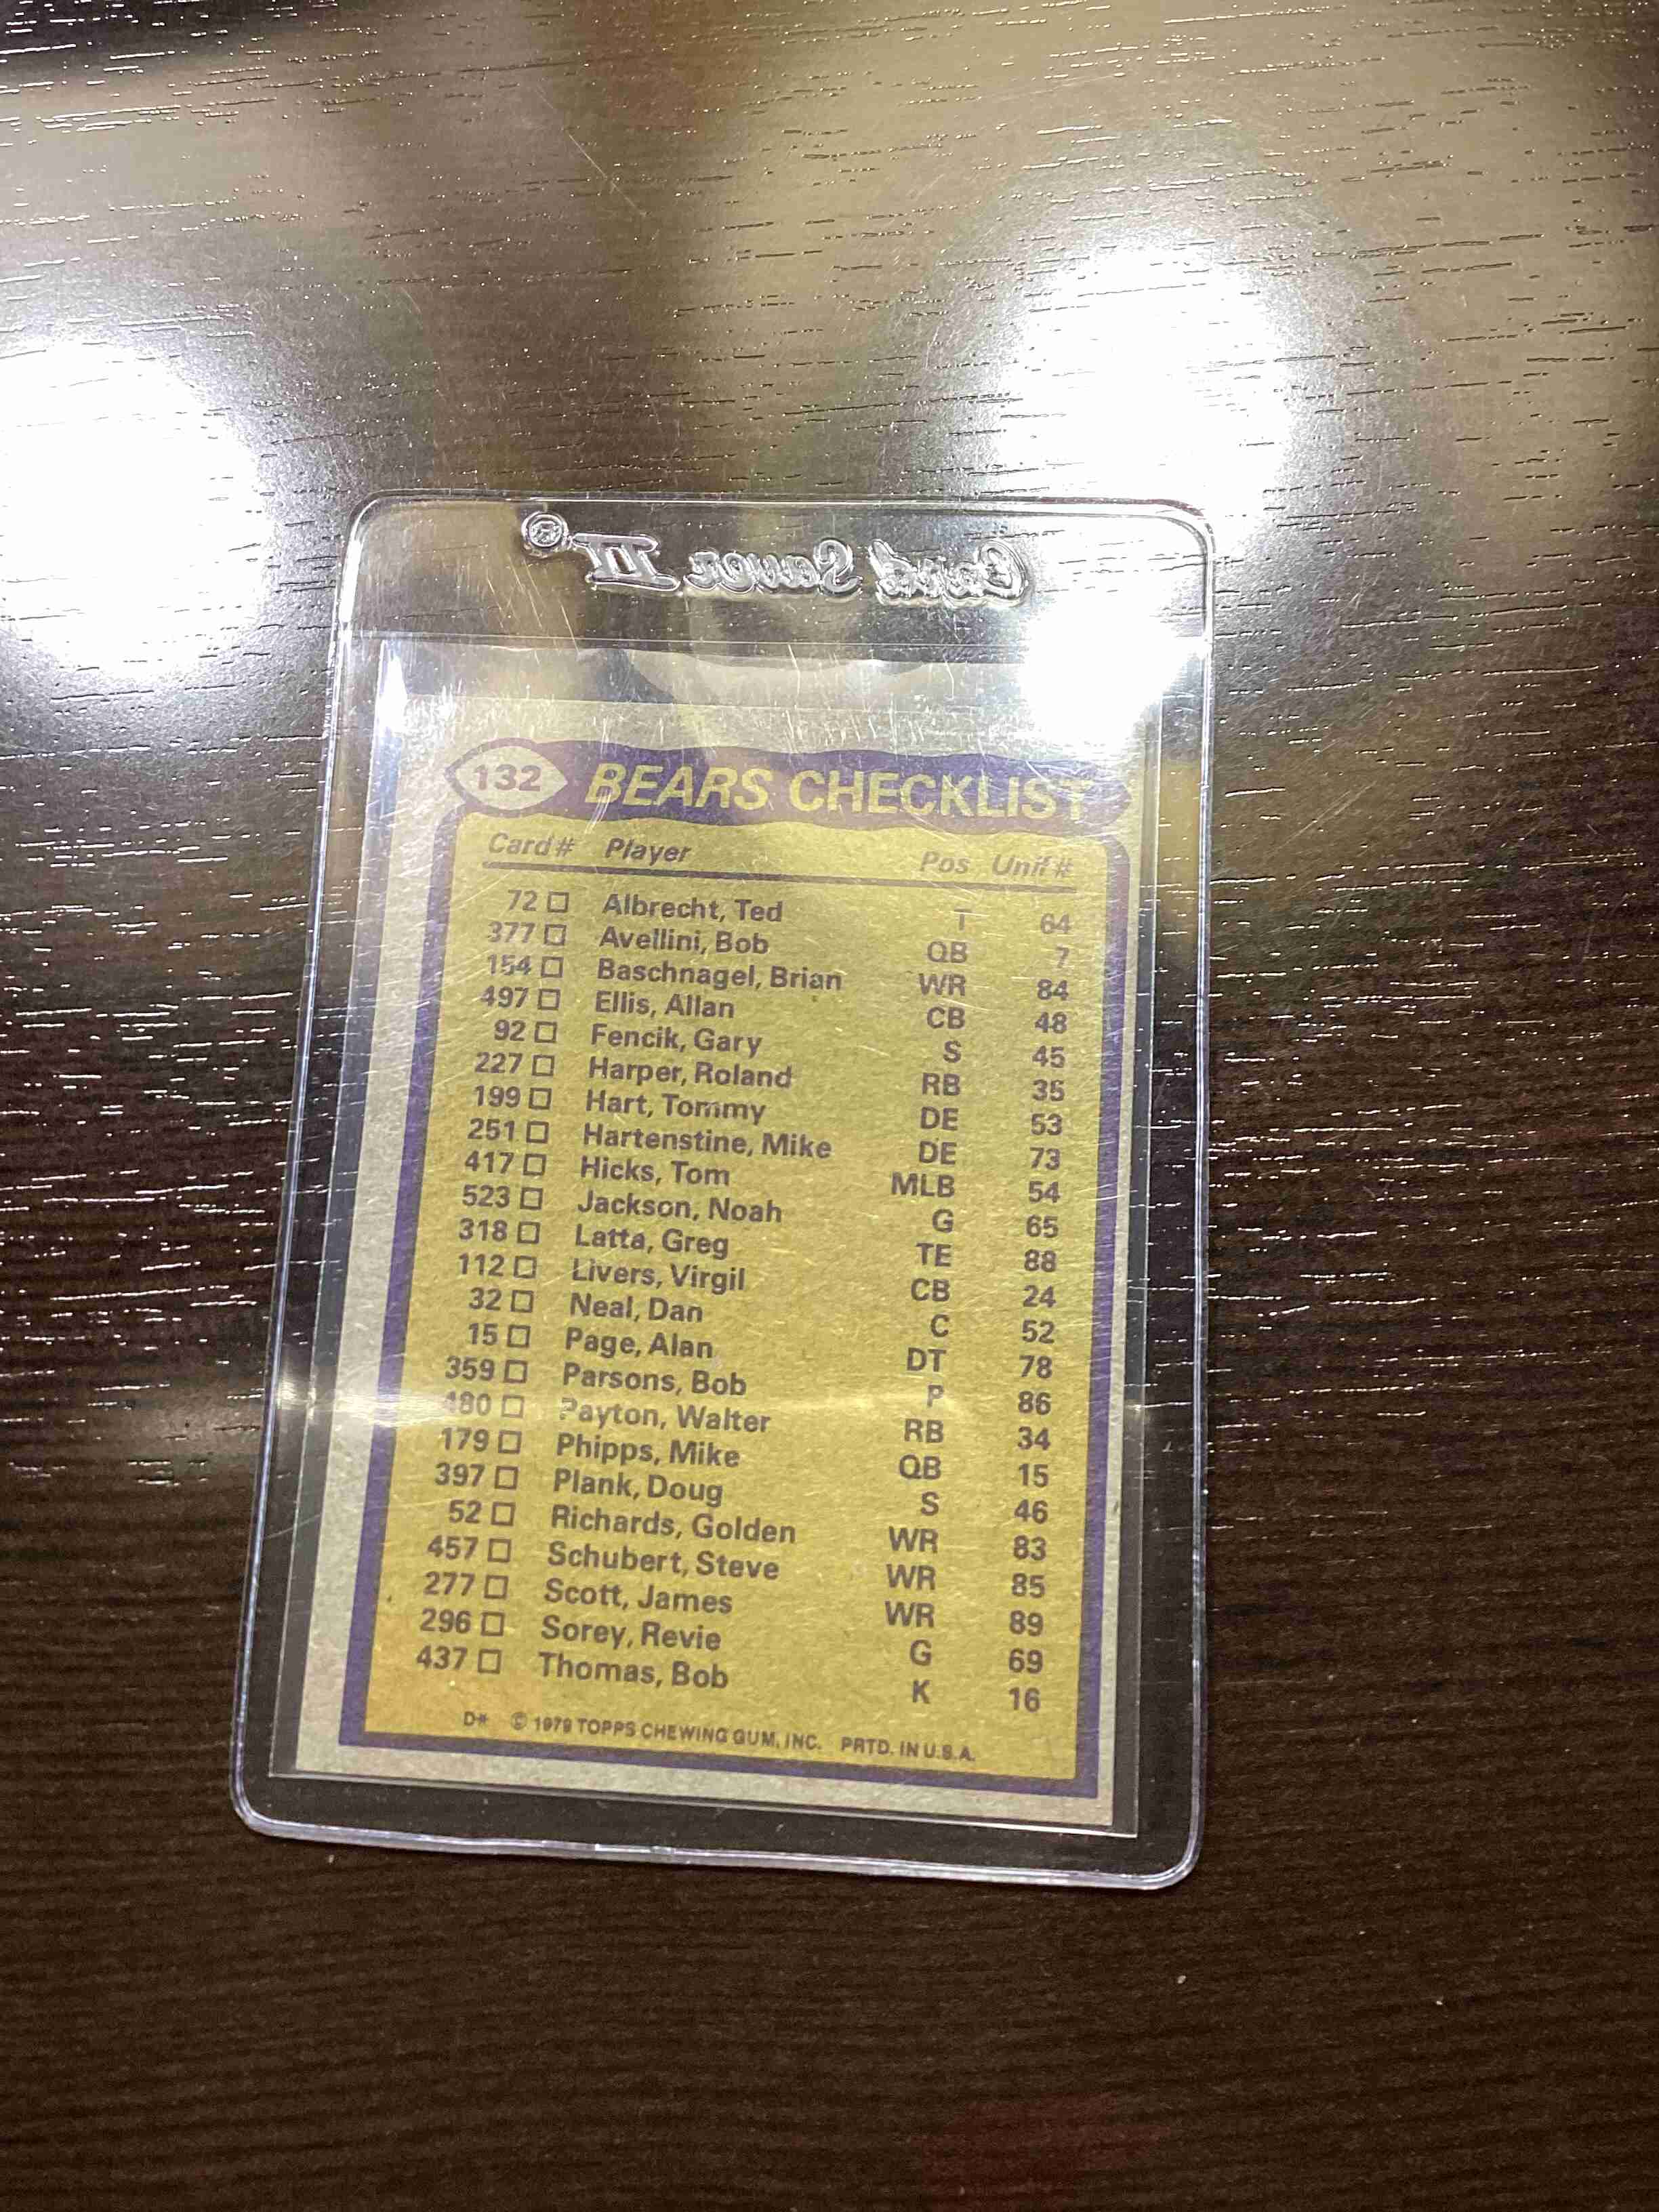 Card Saver II®
132 BEARS CHECKLIST
Card# Player Pos Unif#
72 □ Albrecht, Ted T 64
377 □ Avellini, Bob QB 7
154 □ Baschnagel, Brian WR 84
497 □ Ellis, Allan CB 48
92 □ Fencik, Gary S 45
227 □ Harper, Roland RB 35
199 □ Hart, Tommy DE 53
251 □ Hartenstine, Mike DE 73
417 □ Hicks, Tom MLB 54
523 □ Jackson, Noah G 65
318 □ Latta, Greg TE 88
112 □ Livers, Virgil CB 24
32 □ Neal, Dan C 52
15 □ Page, Alan DT 78
359 □ Parsons, Bob P 86
480 □ Payton, Walter RB 34
179 □ Phipps, Mike QB 15
397 □ Plank, Doug S 46
52 □ Richards, Golden WR 83
457 □ Schubert, Steve WR 85
277 □ Scott, James WR 89
296 □ Sorey, Revie G 69
437 □ Thomas, Bob K 16
D* © 1979 TOPPS CHEWING GUM, INC. PRTD. IN U.S.A.